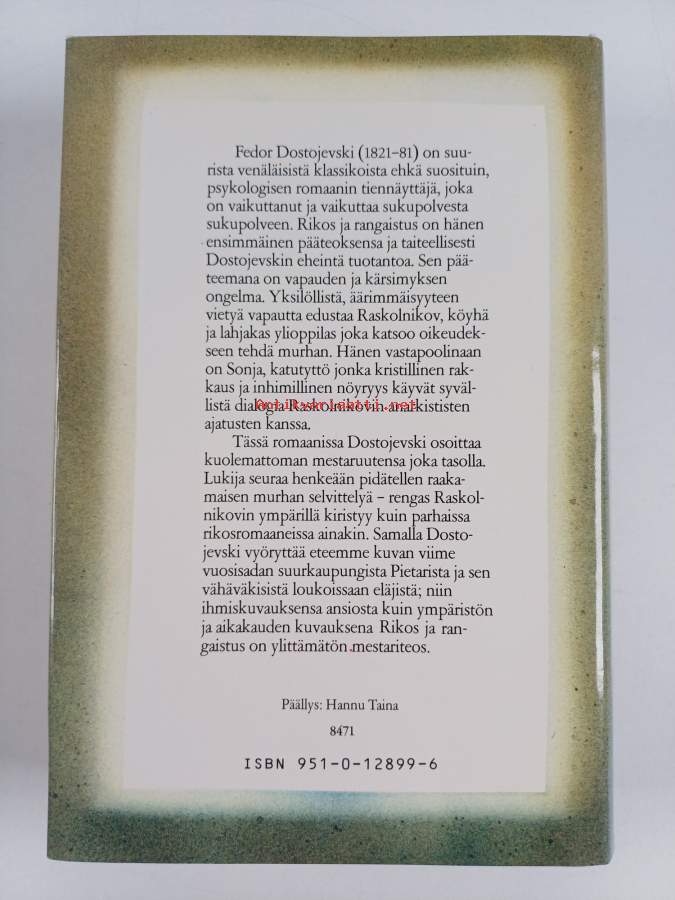 Fedor Dostojevski (1821–81) on suu-
rista venäläisistä klassikoista ehkä suosituin,
psykologisen romaanin tiennäyttäjä, joka
on vaikuttanut ja vaikuttaa sukupolvesta
sukupolveen. Rikos ja rangaistus on hänen
ensimmäinen pääteoksensa ja taiteellisesti
Dostojevskin eheintä tuotantoa. Sen pää-
teemana on vapauden ja kärsimyksen
ongelma. Yksilöllistä, äärimmäisyyteen
vietyä vapautta edustaa Raskolnikov, köyhä
ja lahjakas ylioppilas joka katsoo oikeudek-
seen tehdä murhan. Hänen vastapoolinaan
on Sonja, katutyttö jonka kristillinen rak-
kaus ja inhimillinen nöyryys käyvät syväl-
listä dialogia Raskolnikovin anarkististen
antikvariaatti.net
ajatusten kanssa.
Tässä romaanissa Dostojevski osoittaa
kuolemattoman mestaruutensa joka tasolla.
Lukija seuraa henkeään pidätellen raaka-
maisen murhan selvittelyä – rengas Raskol-
nikovin ympärillä kiristyy kuin parhaissa
rikosromaaneissa ainakin. Samalla Dosto-
jevski vyöryttää eteemme kuvan viime
vuosisadan suurkaupungista Pietarista ja sen
vähäväkisistä loukoissaan eläjistä; niin
ihmiskuvauksensa ansiosta kuin ympäristön
ja aikakauden kuvauksena Rikos ja ran-
gaistus on ylittämätön mestariteos.
Päällys: Hannu Taina
8471
ISBN 951-0-12899-6